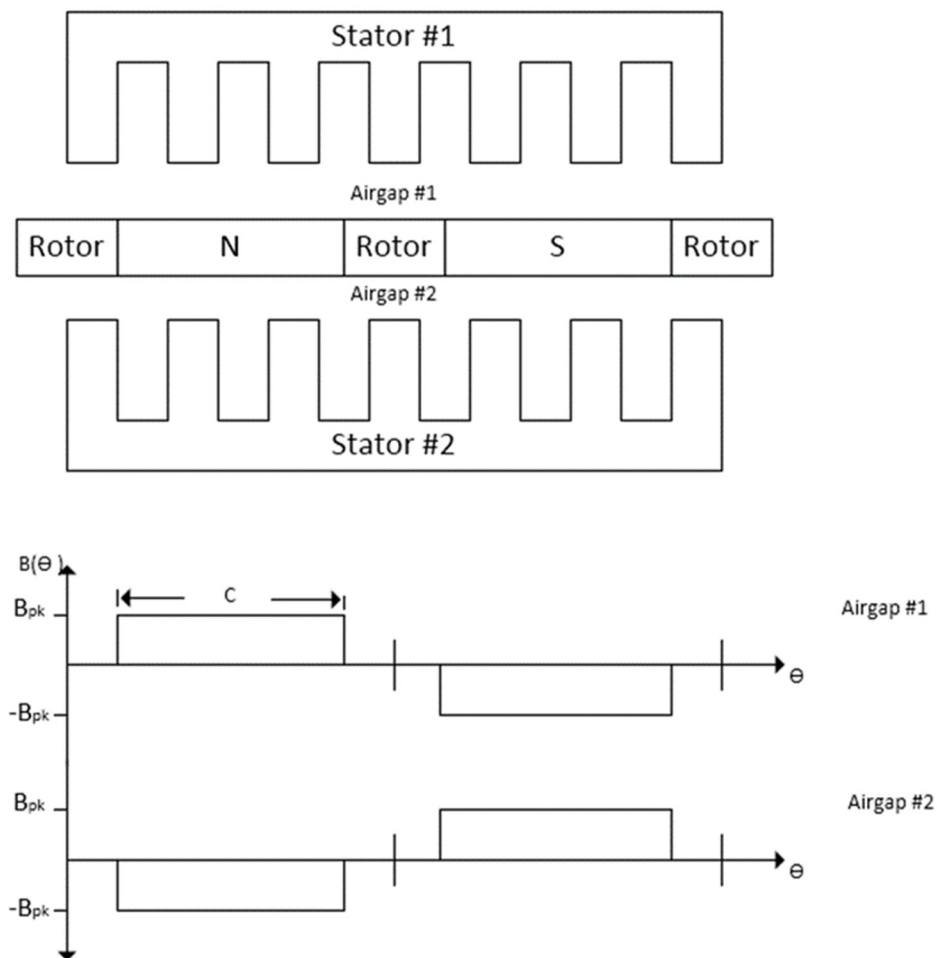 Stator #1
Airgap #1
Rotor N Rotor S Rotor
Airgap #2
Stator #2
B(Θ)
C
Bpk
Airgap #1
Θ
-Bpk
Bpk
Airgap #2
Θ
-Bpk